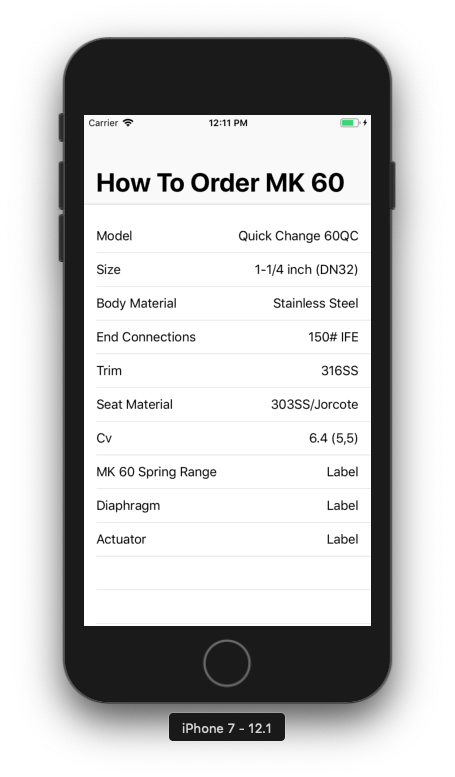 Carrier 12:11 PM
How To Order MK 60
Model Quick Change 60QC
Size 1-1/4 inch (DN32)
Body Material Stainless Steel
End Connections 150# IFE
Trim 316SS
Seat Material 303SS/Jorcote
Cv 6.4 (5,5)
MK 60 Spring Range Label
Diaphragm Label
Actuator Label
iPhone 7 - 12.1